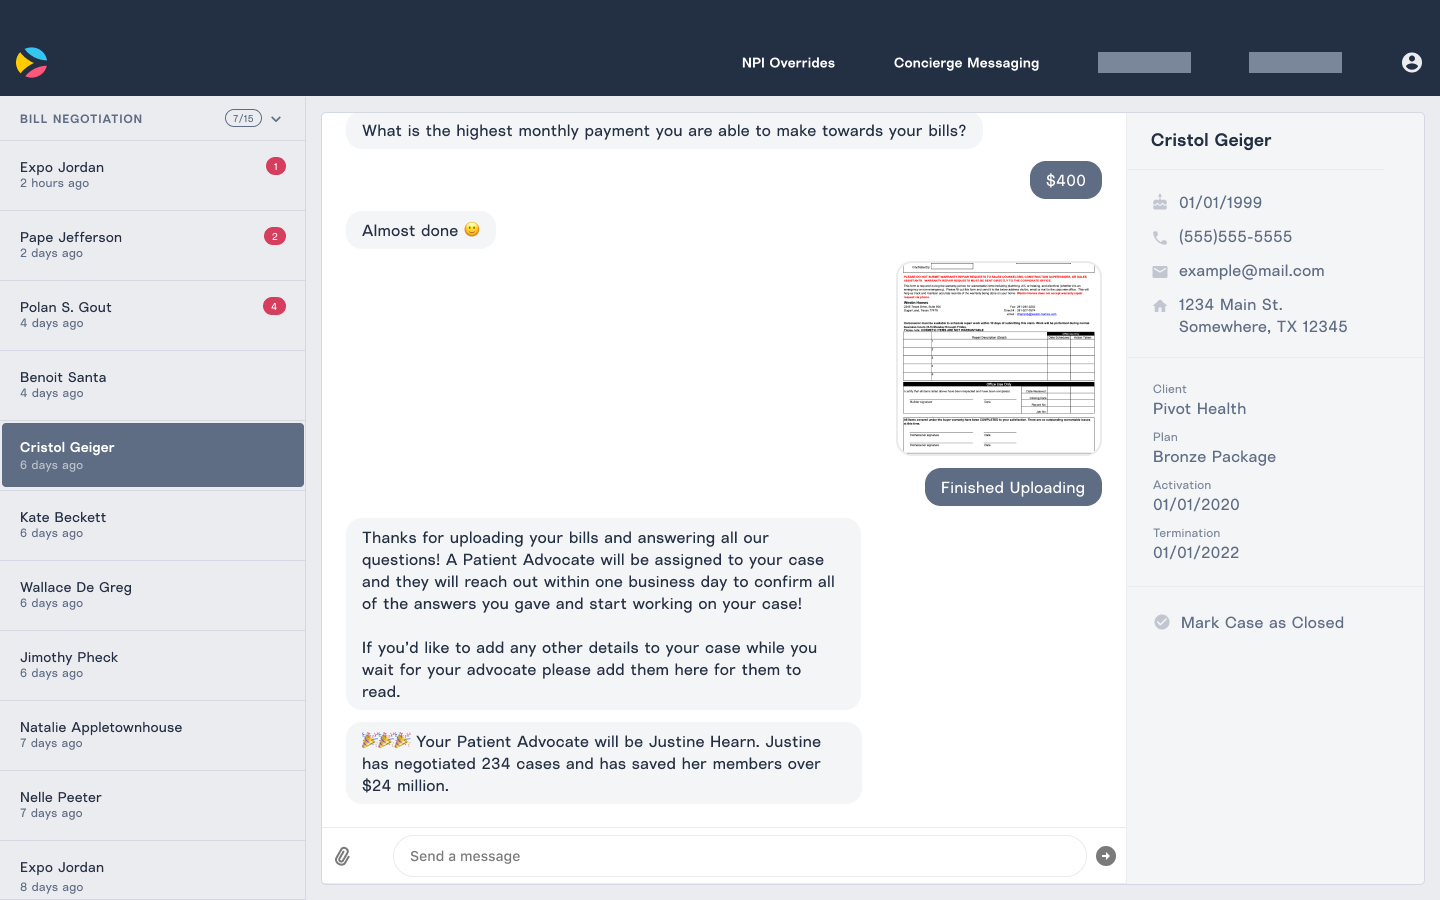 NPI Overrides
Concierge Messaging
BILL NEGOTIATION
7/15
Expo Jordan
1
2 hours ago
Pape Jefferson
2
2 days ago
Polan S. Gout
4
4 days ago
Benoit Santa
4 days ago
Cristol Geiger
6 days ago
Kate Beckett
6 days ago
Wallace De Greg
6 days ago
Jimothy Pheck
6 days ago
Natalie Appletownhouse
7 days ago
Nelle Peeter
7 days ago
Expo Jordan
8 days ago
What is the highest monthly payment you are able to make towards your bills?
$400
Almost done 🙂
Office Use Only
Finished Uploading
Thanks for uploading your bills and answering all our
questions! A Patient Advocate will be assigned to your case
and they will reach out within one business day to confirm all
of the answers you gave and start working on your case!
If you’d like to add any other details to your case while you
wait for your advocate please add them here for them to
read.
🎉🎉🎉 Your Patient Advocate will be Justine Hearn. Justine
has negotiated 234 cases and has saved her members over
$24 million.
Send a message
Cristol Geiger
01/01/1999
(555)555-5555
example@mail.com
1234 Main St.
Somewhere, TX 12345
Client
Pivot Health
Plan
Bronze Package
Activation
01/01/2020
Termination
01/01/2022
Mark Case as Closed